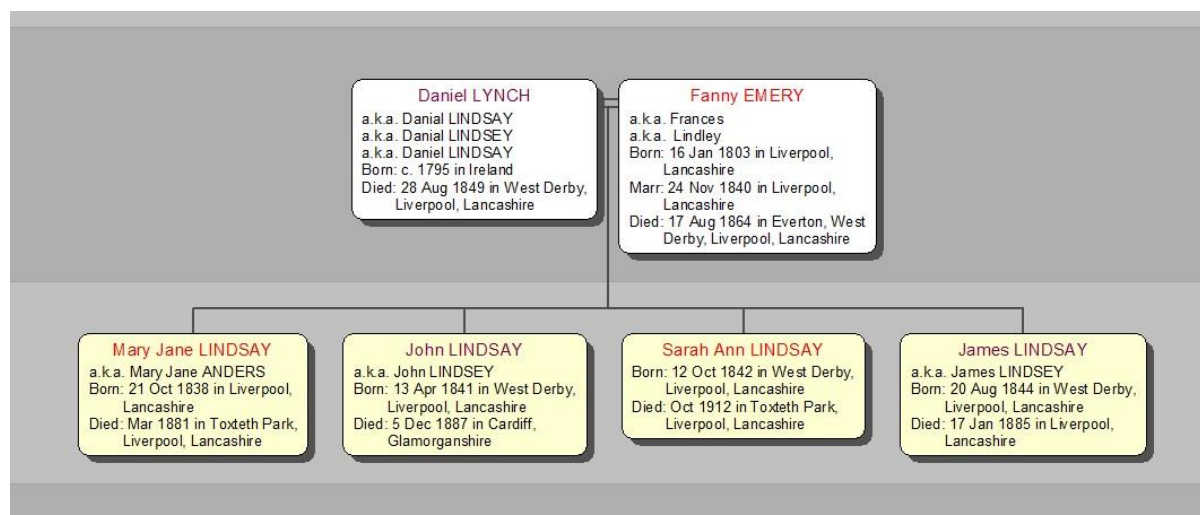 Daniel LYNCH
a.k.a. Danial LINDSAY
a.k.a. Danial LINDSEY
a.k.a. Daniel LINDSAY
Born: c. 1795 in Ireland
Died: 28 Aug 1849 in West Derby,
Liverpool, Lancashire
Fanny EMERY
a.k.a. Frances
a.k.a. Lindley
Born: 16 Jan 1803 in Liverpool,
Lancashire
Marr: 24 Nov 1840 in Liverpool,
Lancashire
Died: 17 Aug 1864 in Everton, West
Derby, Liverpool, Lancashire
Mary Jane LINDSAY
a.k.a. Mary Jane ANDERS
Born: 21 Oct 1838 in Liverpool,
Lancashire
Died: Mar 1881 in Toxteth Park,
Liverpool, Lancashire
John LINDSAY
a.k.a. John LINDSEY
Born: 13 Apr 1841 in West Derby,
Liverpool, Lancashire
Died: 5 Dec 1887 in Cardiff,
Glamorganshire
Sarah Ann LINDSAY
Born: 12 Oct 1842 in West Derby,
Liverpool, Lancashire
Died: Oct 1912 in Toxteth Park,
Liverpool, Lancashire
James LINDSAY
a.k.a. James LINDSEY
Born: 20 Aug 1844 in West Derby,
Liverpool, Lancashire
Died: 17 Jan 1885 in Liverpool,
Lancashire